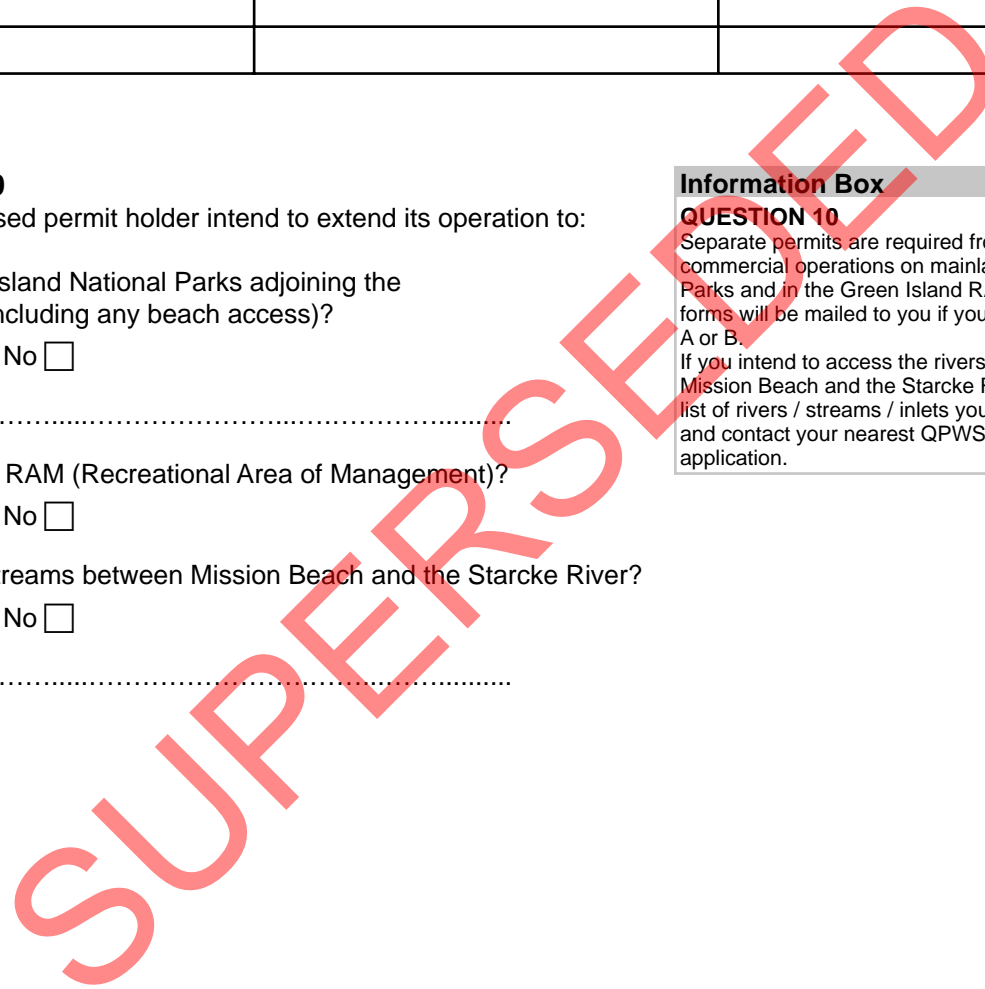 sed permit holder intend to extend its operation to:
sland National Parks adjoining the
ncluding any beach access)?
No
RAM (Recreational Area of Management)?
No
treams between Mission Beach and the Starcke River?
No
Information Box
QUESTION 10
Separate permits are required fr
commercial operations on mainla
Parks and in the Green Island R
forms will be mailed to you if you
A or B.
If you intend to access the rivers
Mission Beach and the Starcke
list of rivers / streams / inlets you
and contact your nearest QPWS
application.
SUPERSEDED